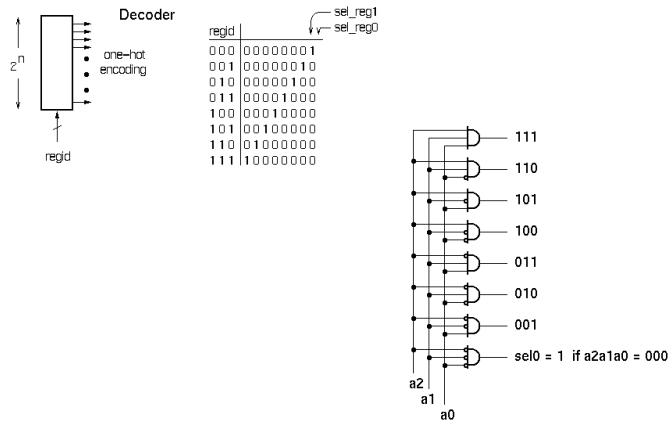 Decoder
2^n
one-hot
encoding
regid
sel_reg1
sel_reg0
regid
000 00000001
001 00000010
010 00000100
011 00001000
100 00010000
101 00100000
110 01000000
111 10000000
111
110
101
100
011
010
001
sel0 = 1 if a2a1a0 = 000
a2
a1
a0